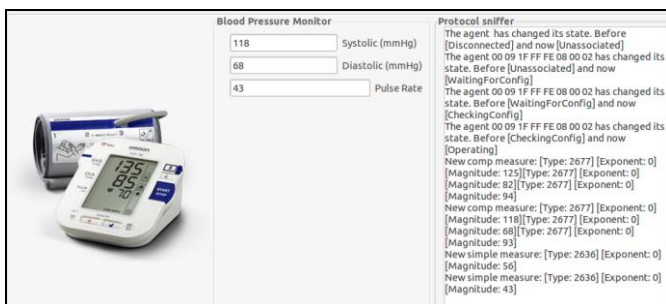 Blood Pressure Monitor
118 Systolic (mmHg)
68 Diastolic (mmHg)
43 Pulse Rate
Protocol sniffer
The agent has changed its state. Before
[Disconnected] and now [Unassociated]
The agent 00 09 1F FF FE 08 00 02 has changed its
state. Before [Unassociated] and now
[WaitingForConfig]
The agent 00 09 1F FF FE 08 00 02 has changed its
state. Before [WaitingForConfig] and now
[CheckingConfig]
The agent 00 09 1F FF FE 08 00 02 has changed its
state. Before [CheckingConfig] and now
[Operating]
New comp measure: [Type: 2677] [Exponent: 0]
[Magnitude: 125][Type: 2677] [Exponent: 0]
[Magnitude: 82][Type: 2677] [Exponent: 0]
[Magnitude: 94]
New comp measure: [Type: 2677] [Exponent: 0]
[Magnitude: 118][Type: 2677] [Exponent: 0]
[Magnitude: 68][Type: 2677] [Exponent: 0]
[Magnitude: 93]
New simple measure: [Type: 2636] [Exponent: 0]
[Magnitude: 56]
New simple measure: [Type: 2636] [Exponent: 0]
[Magnitude: 43]
omron
135
85
70
START
STOP